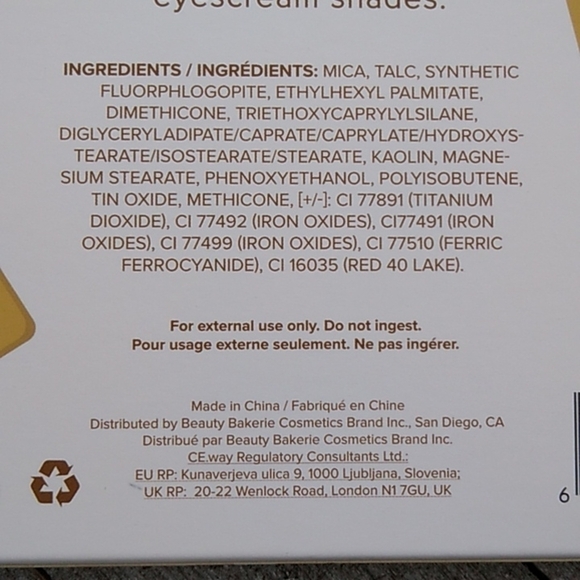 eyescream shades.
INGREDIENTS / INGRÉDIENTS: MICA, TALC, SYNTHETIC
FLUORPHLOGOPITE, ETHYLHEXYL PALMITATE,
DIMETHICONE, TRIETHOXYCAPRYLYLSILANE,
DIGLYCERYLADIPATE/CAPRATE/CAPRYLATE/HYDROXYS-
TEARATE/ISOSTEARATE/STEARATE, KAOLIN, MAGNE-
SIUM STEARATE, PHENOXYETHANOL, POLYISOBUTENE,
TIN OXIDE, METHICONE, [+/-]: CI 77891 (TITANIUM
DIOXIDE), CI 77492 (IRON OXIDES), CI77491 (IRON
OXIDES), CI 77499 (IRON OXIDES), CI 77510 (FERRIC
FERROCYANIDE), CI 16035 (RED 40 LAKE).
For external use only. Do not ingest.
Pour usage externe seulement. Ne pas ingérer.
Made in China / Fabriqué en Chine
Distributed by Beauty Bakerie Cosmetics Brand Inc., San Diego, CA
Distribué par Beauty Bakerie Cosmetics Brand Inc.
CE.way Regulatory Consultants Ltd.:
EU RP: Kunaverjeva ulica 9, 1000 Ljubljana, Slovenia;
UK RP: 20-22 Wenlock Road, London N1 7GU, UK
6